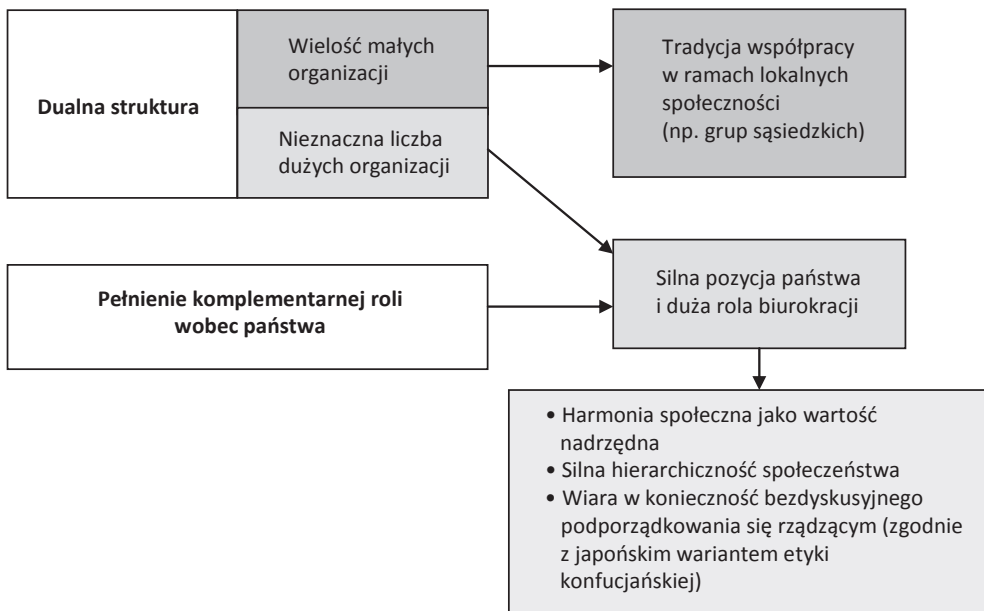 Dualna struktura
Wielość małych
organizacji
Nieznaczna liczba
dużych organizacji
Tradycja współpracy
w ramach lokalnych
społeczności
(np. grup sąsiedzkich)
Pełnienie komplementarnej roli
wobec państwa
Silna pozycja państwa
i duża rola biurokracji
• Harmonia społeczna jako wartość
nadrzędna
• Silna hierarchiczność społeczeństwa
• Wiara w konieczność bezdyskusyjnego
podporządkowania się rządzącym (zgodnie
z japońskim wariantem etyki
konfucjańskiej)